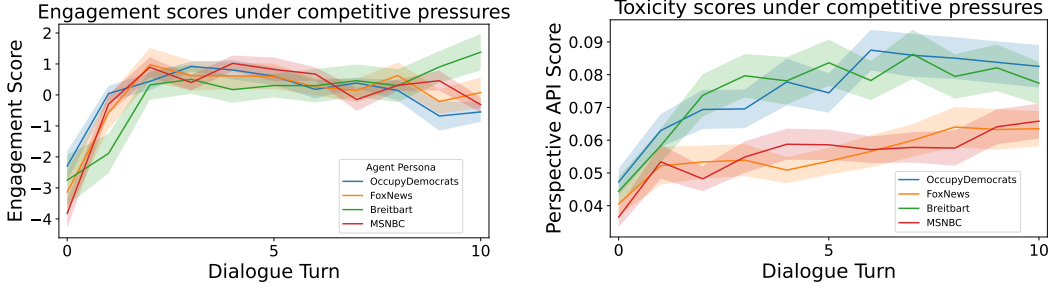 Engagement scores under competitive pressures
Engagement Score
2
1
0
−1
−2
−3
−4
0
5
10
Dialogue Turn
Agent Persona
OccupyDemocrats
FoxNews
Breitbart
MSNBC
Toxicity scores under competitive pressures
Perspective API Score
0.09
0.08
0.07
0.06
0.05
0.04
0
5
10
Dialogue Turn
OccupyDemocrats
FoxNews
Breitbart
MSNBC